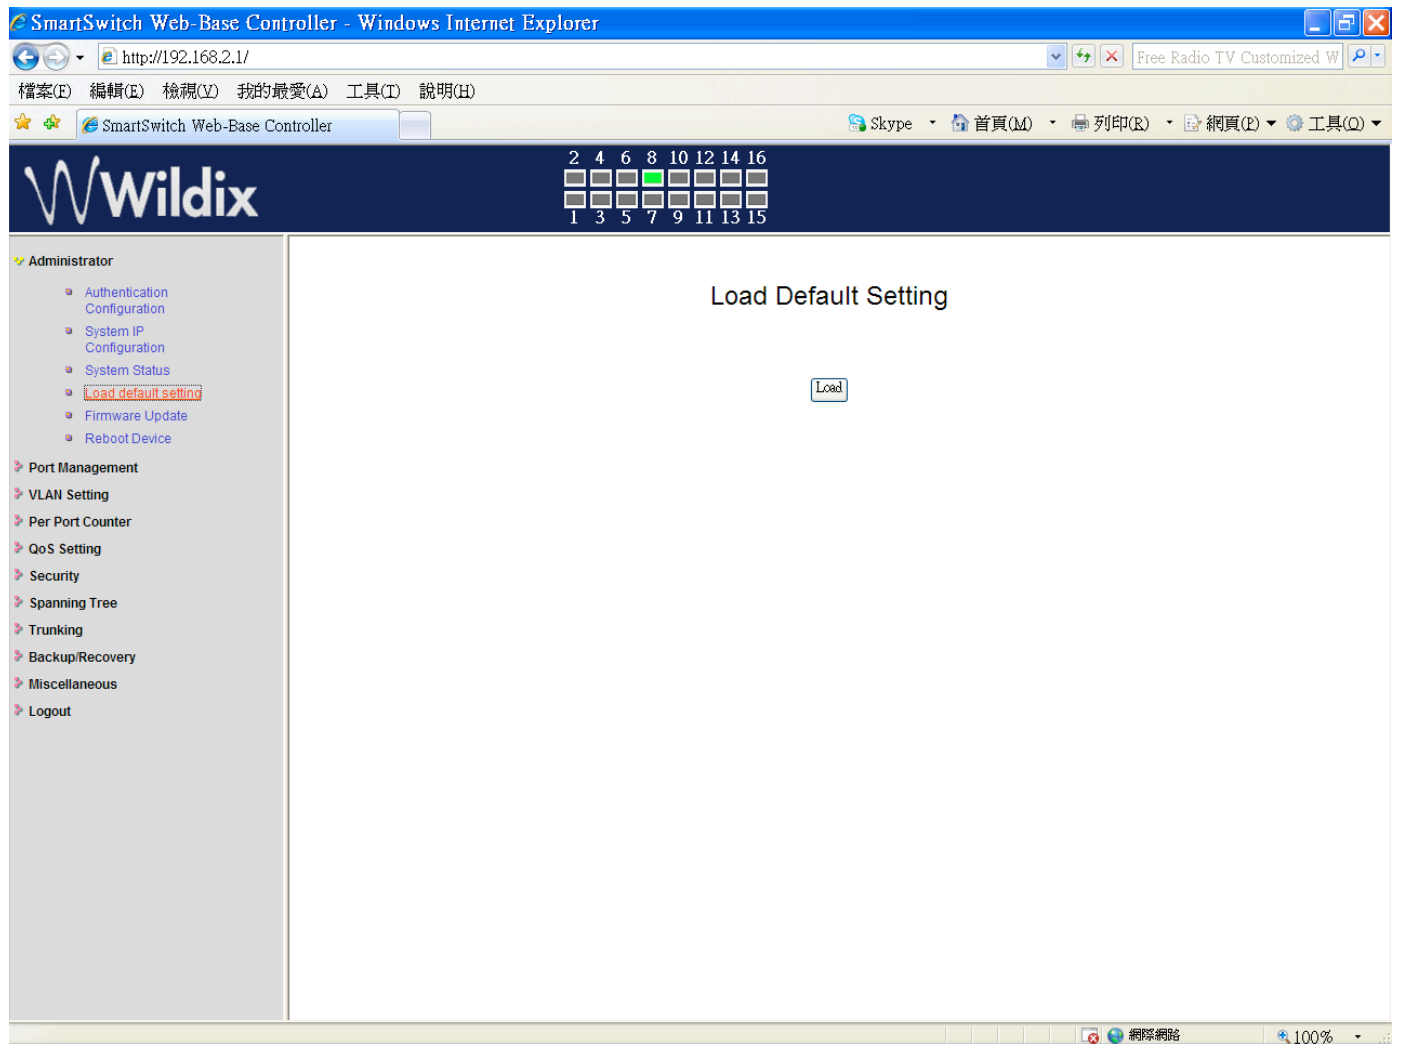 SmartSwitch Web-Base Controller - Windows Internet Explorer
http://192.168.2.1/
Free Radio TV Customized W
檔案(F) 編輯(E) 檢視(V) 我的最愛(A) 工具(T) 說明(H)
SmartSwitch Web-Base Controller
Skype 首頁(M) 列印(R) 網頁(P) 工具(O)
Wildix
2 4 6 8 10 12 14 16
1 3 5 7 9 11 13 15
Administrator
Authentication
Configuration
System IP
Configuration
System Status
Load default setting
Firmware Update
Reboot Device
Port Management
VLAN Setting
Per Port Counter
QoS Setting
Security
Spanning Tree
Trunking
Backup/Recovery
Miscellaneous
Logout
Load Default Setting
Load
網際網路
100%